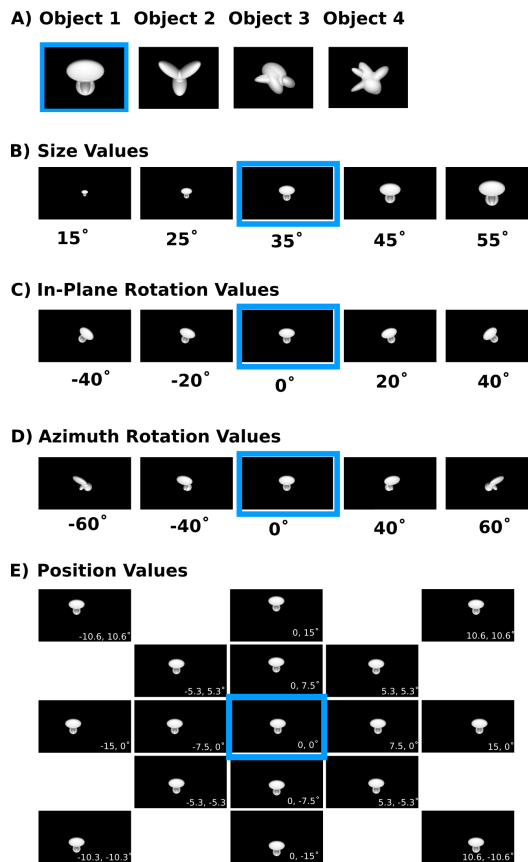 A) Object 1 Object 2 Object 3 Object 4
B) Size Values
15° 25° 35° 45° 55°
C) In-Plane Rotation Values
-40° -20° 0° 20° 40°
D) Azimuth Rotation Values
-60° -40° 0° 40° 60°
E) Position Values
-10.6, 10.6° 0, 15° 10.6, 10.6°
-5.3, 5.3° 0, 7.5° 5.3, 5.3°
-15, 0° -7.5, 0° 0, 0° 7.5, 0° 15, 0°
-5.3, -5.3 0, -7.5° 5.3, -5.3°
-10.3, -10.3° 0, -15° 10.6, -10.6°